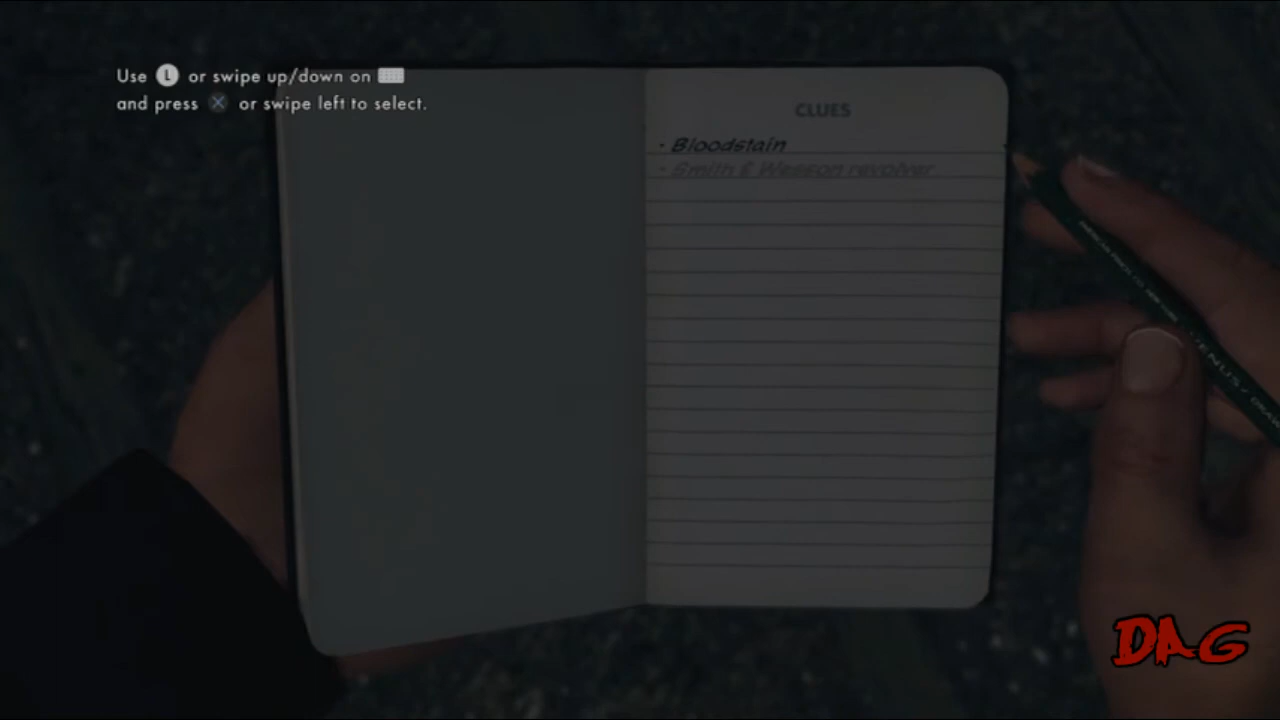 Use L or swipe up/down on
and press X or swipe left to select.
CLUES
- Bloodstain
- Smith & Wesson revolver
VENUS
DAG